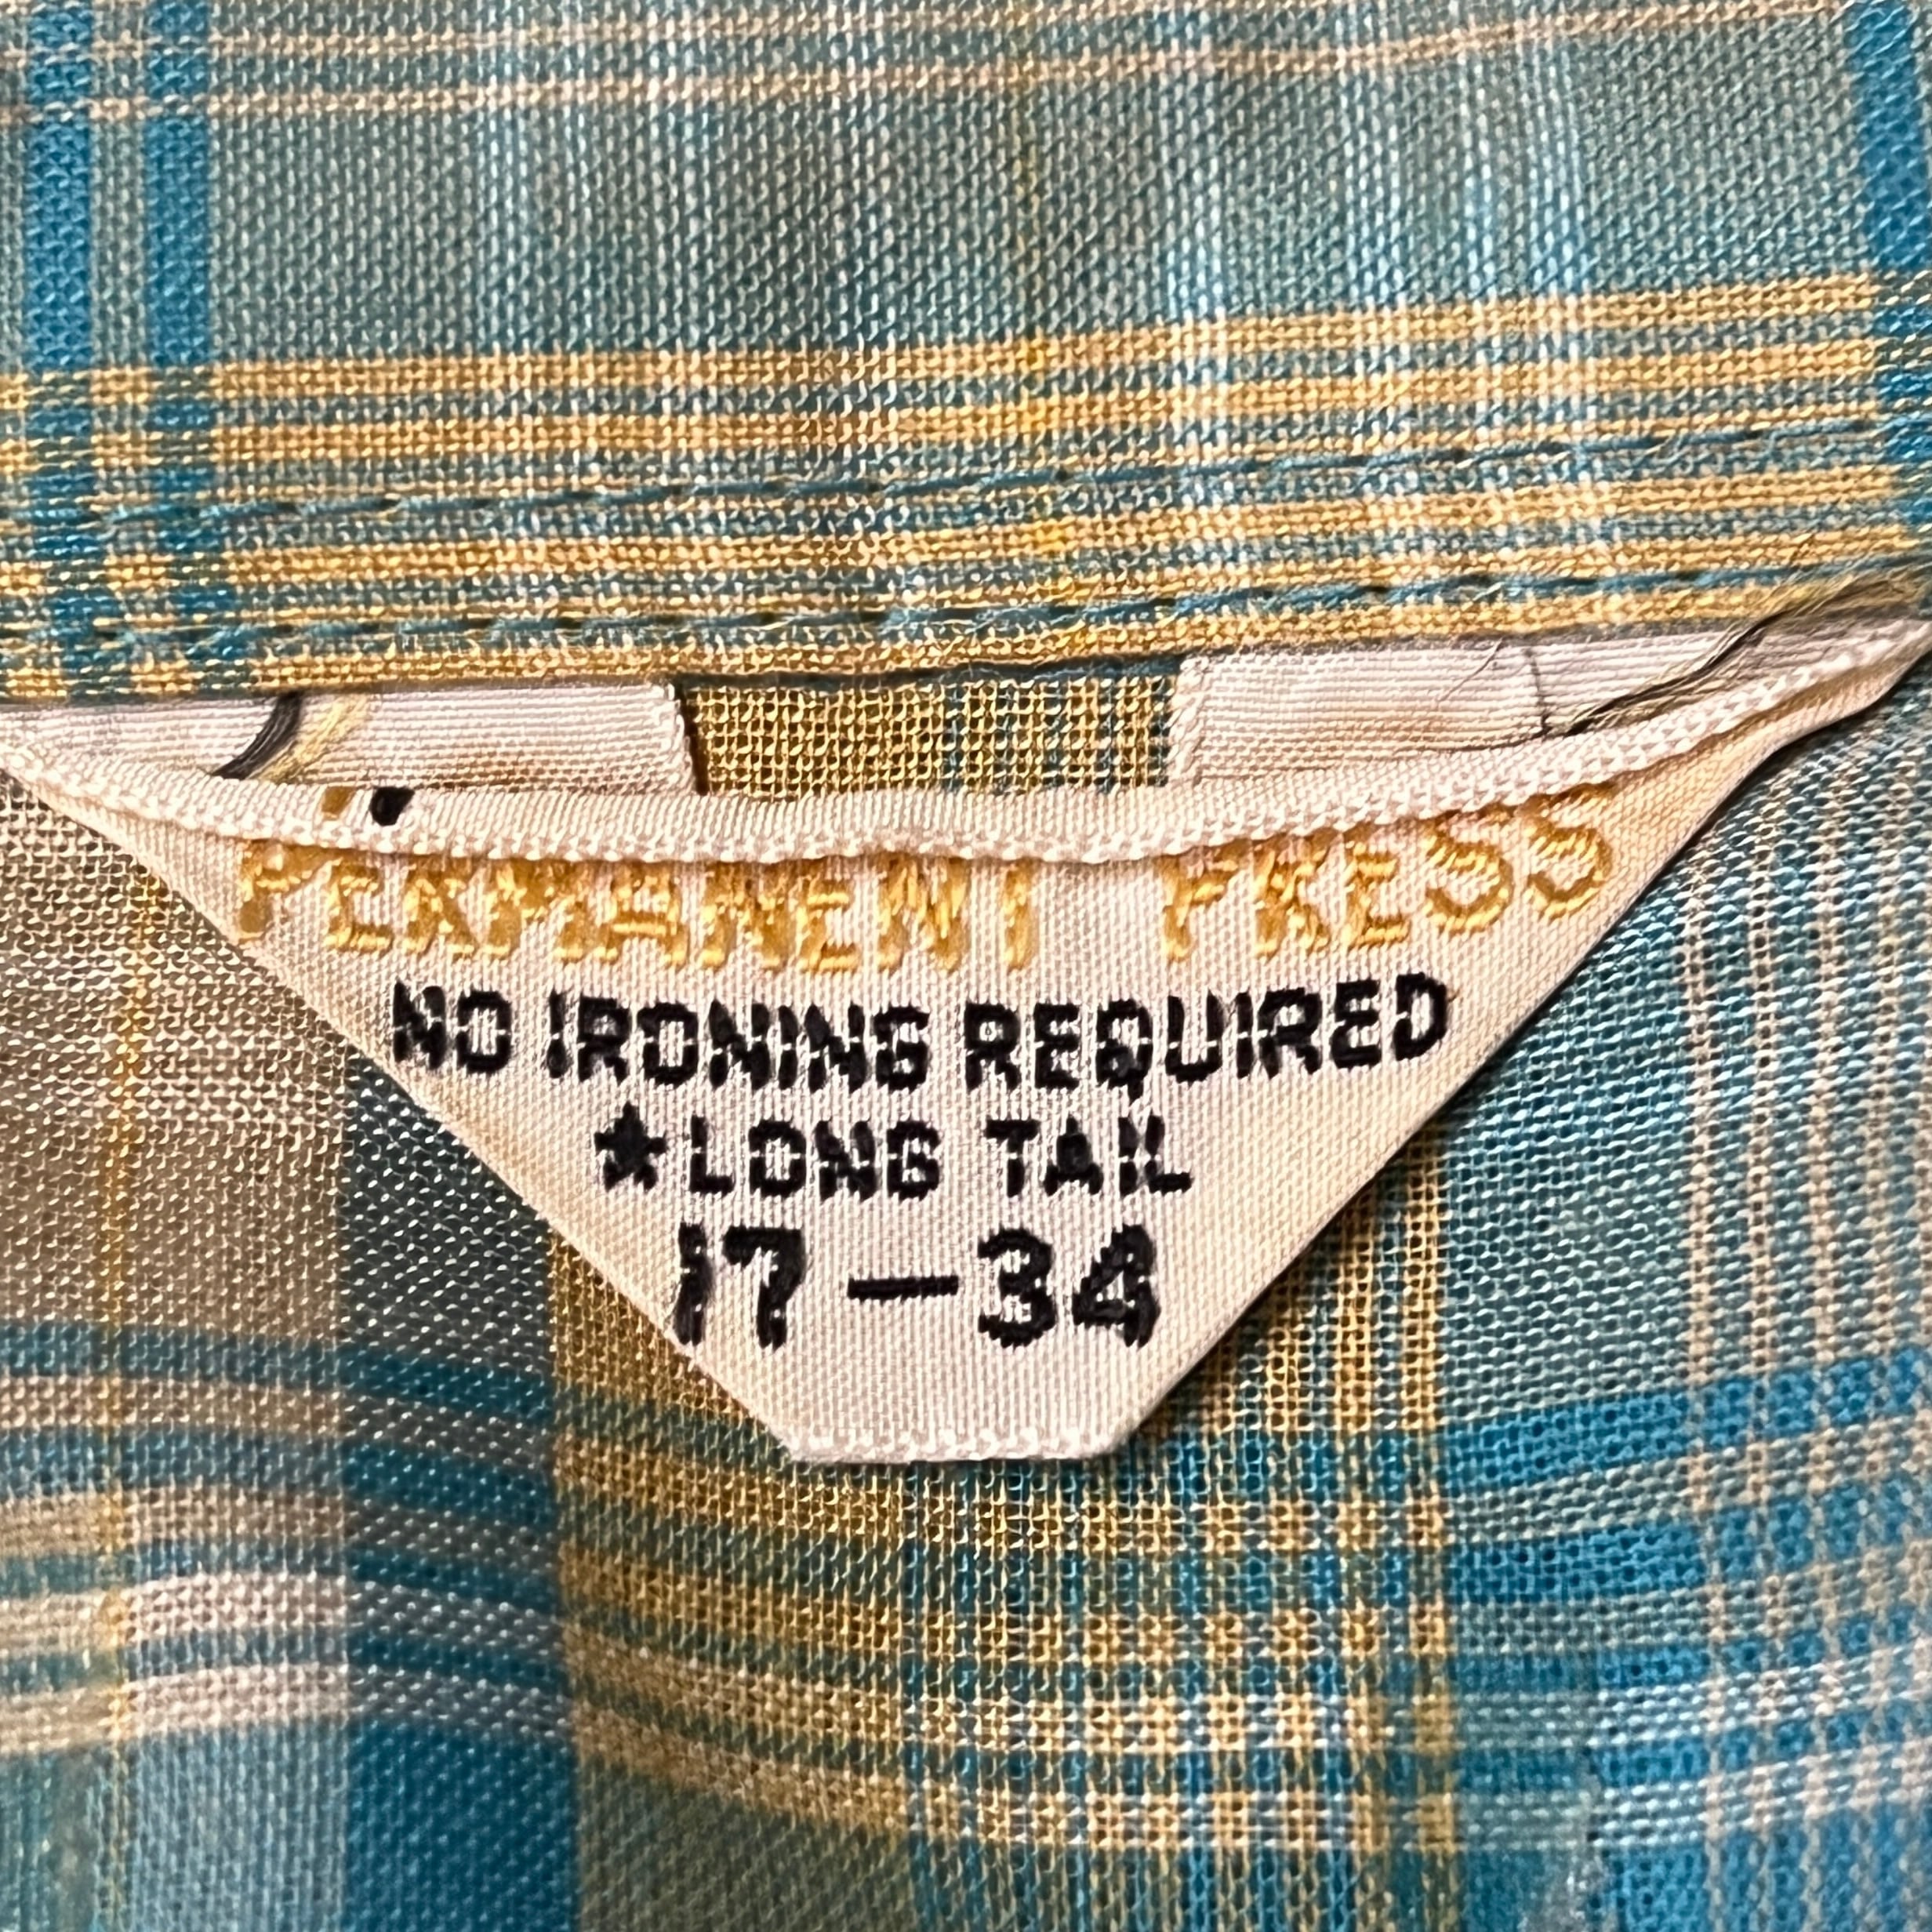 PERMANENT PRESS
NO IRONING REQUIRED
★LONG TAIL
17-34